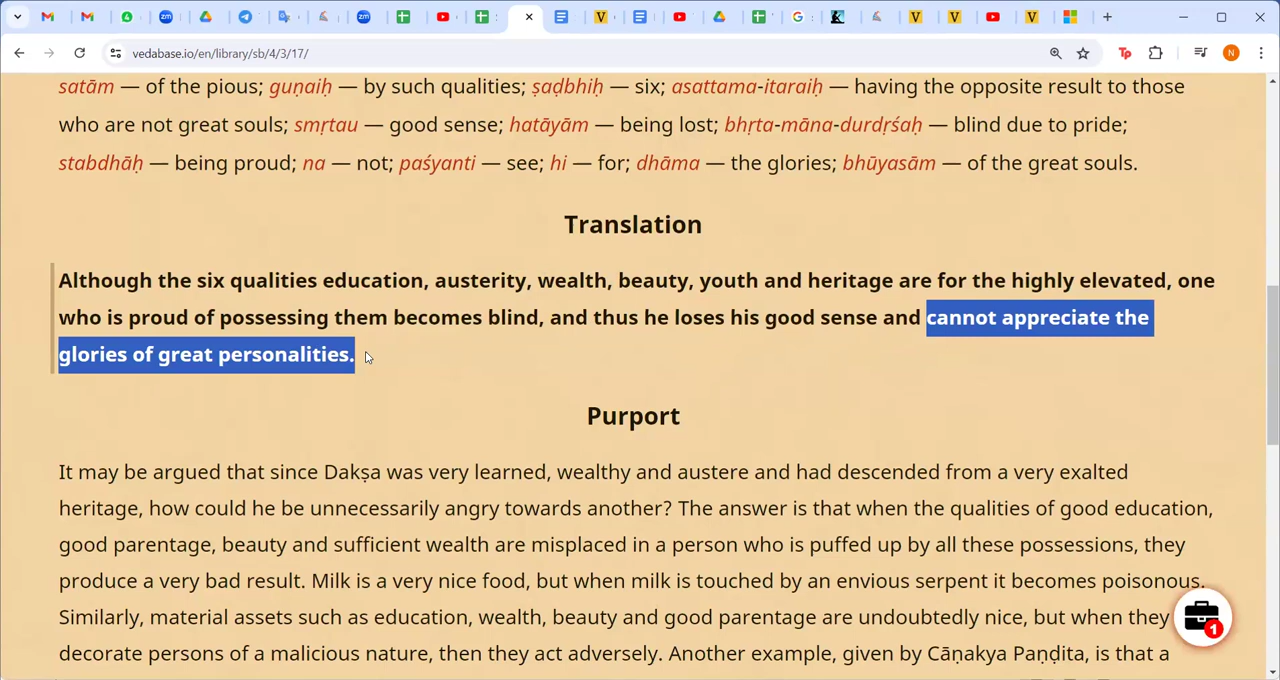 vedabase.io/en/library/sb/4/3/17/
satām — of the pious; guṇaiḥ — by such qualities; ṣaḍbhiḥ — six; asattama-itaraiḥ — having the opposite result to those
who are not great souls; smṛtau — good sense; hatāyām — being lost; bhṛta-māna-durdṛśaḥ — blind due to pride;
stabdhāḥ — being proud; na — not; paśyanti — see; hi — for; dhāma — the glories; bhūyasām — of the great souls.
Translation
Although the six qualities education, austerity, wealth, beauty, youth and heritage are for the highly elevated, one
who is proud of possessing them becomes blind, and thus he loses his good sense and cannot appreciate the
glories of great personalities.
Purport
It may be argued that since Dakṣa was very learned, wealthy and austere and had descended from a very exalted
heritage, how could he be unnecessarily angry towards another? The answer is that when the qualities of good education,
good parentage, beauty and sufficient wealth are misplaced in a person who is puffed up by all these possessions, they
produce a very bad result. Milk is a very nice food, but when milk is touched by an envious serpent it becomes poisonous.
Similarly, material assets such as education, wealth, beauty and good parentage are undoubtedly nice, but when they
decorate persons of a malicious nature, then they act adversely. Another example, given by Cāṇakya Paṇḍita, is that a
1